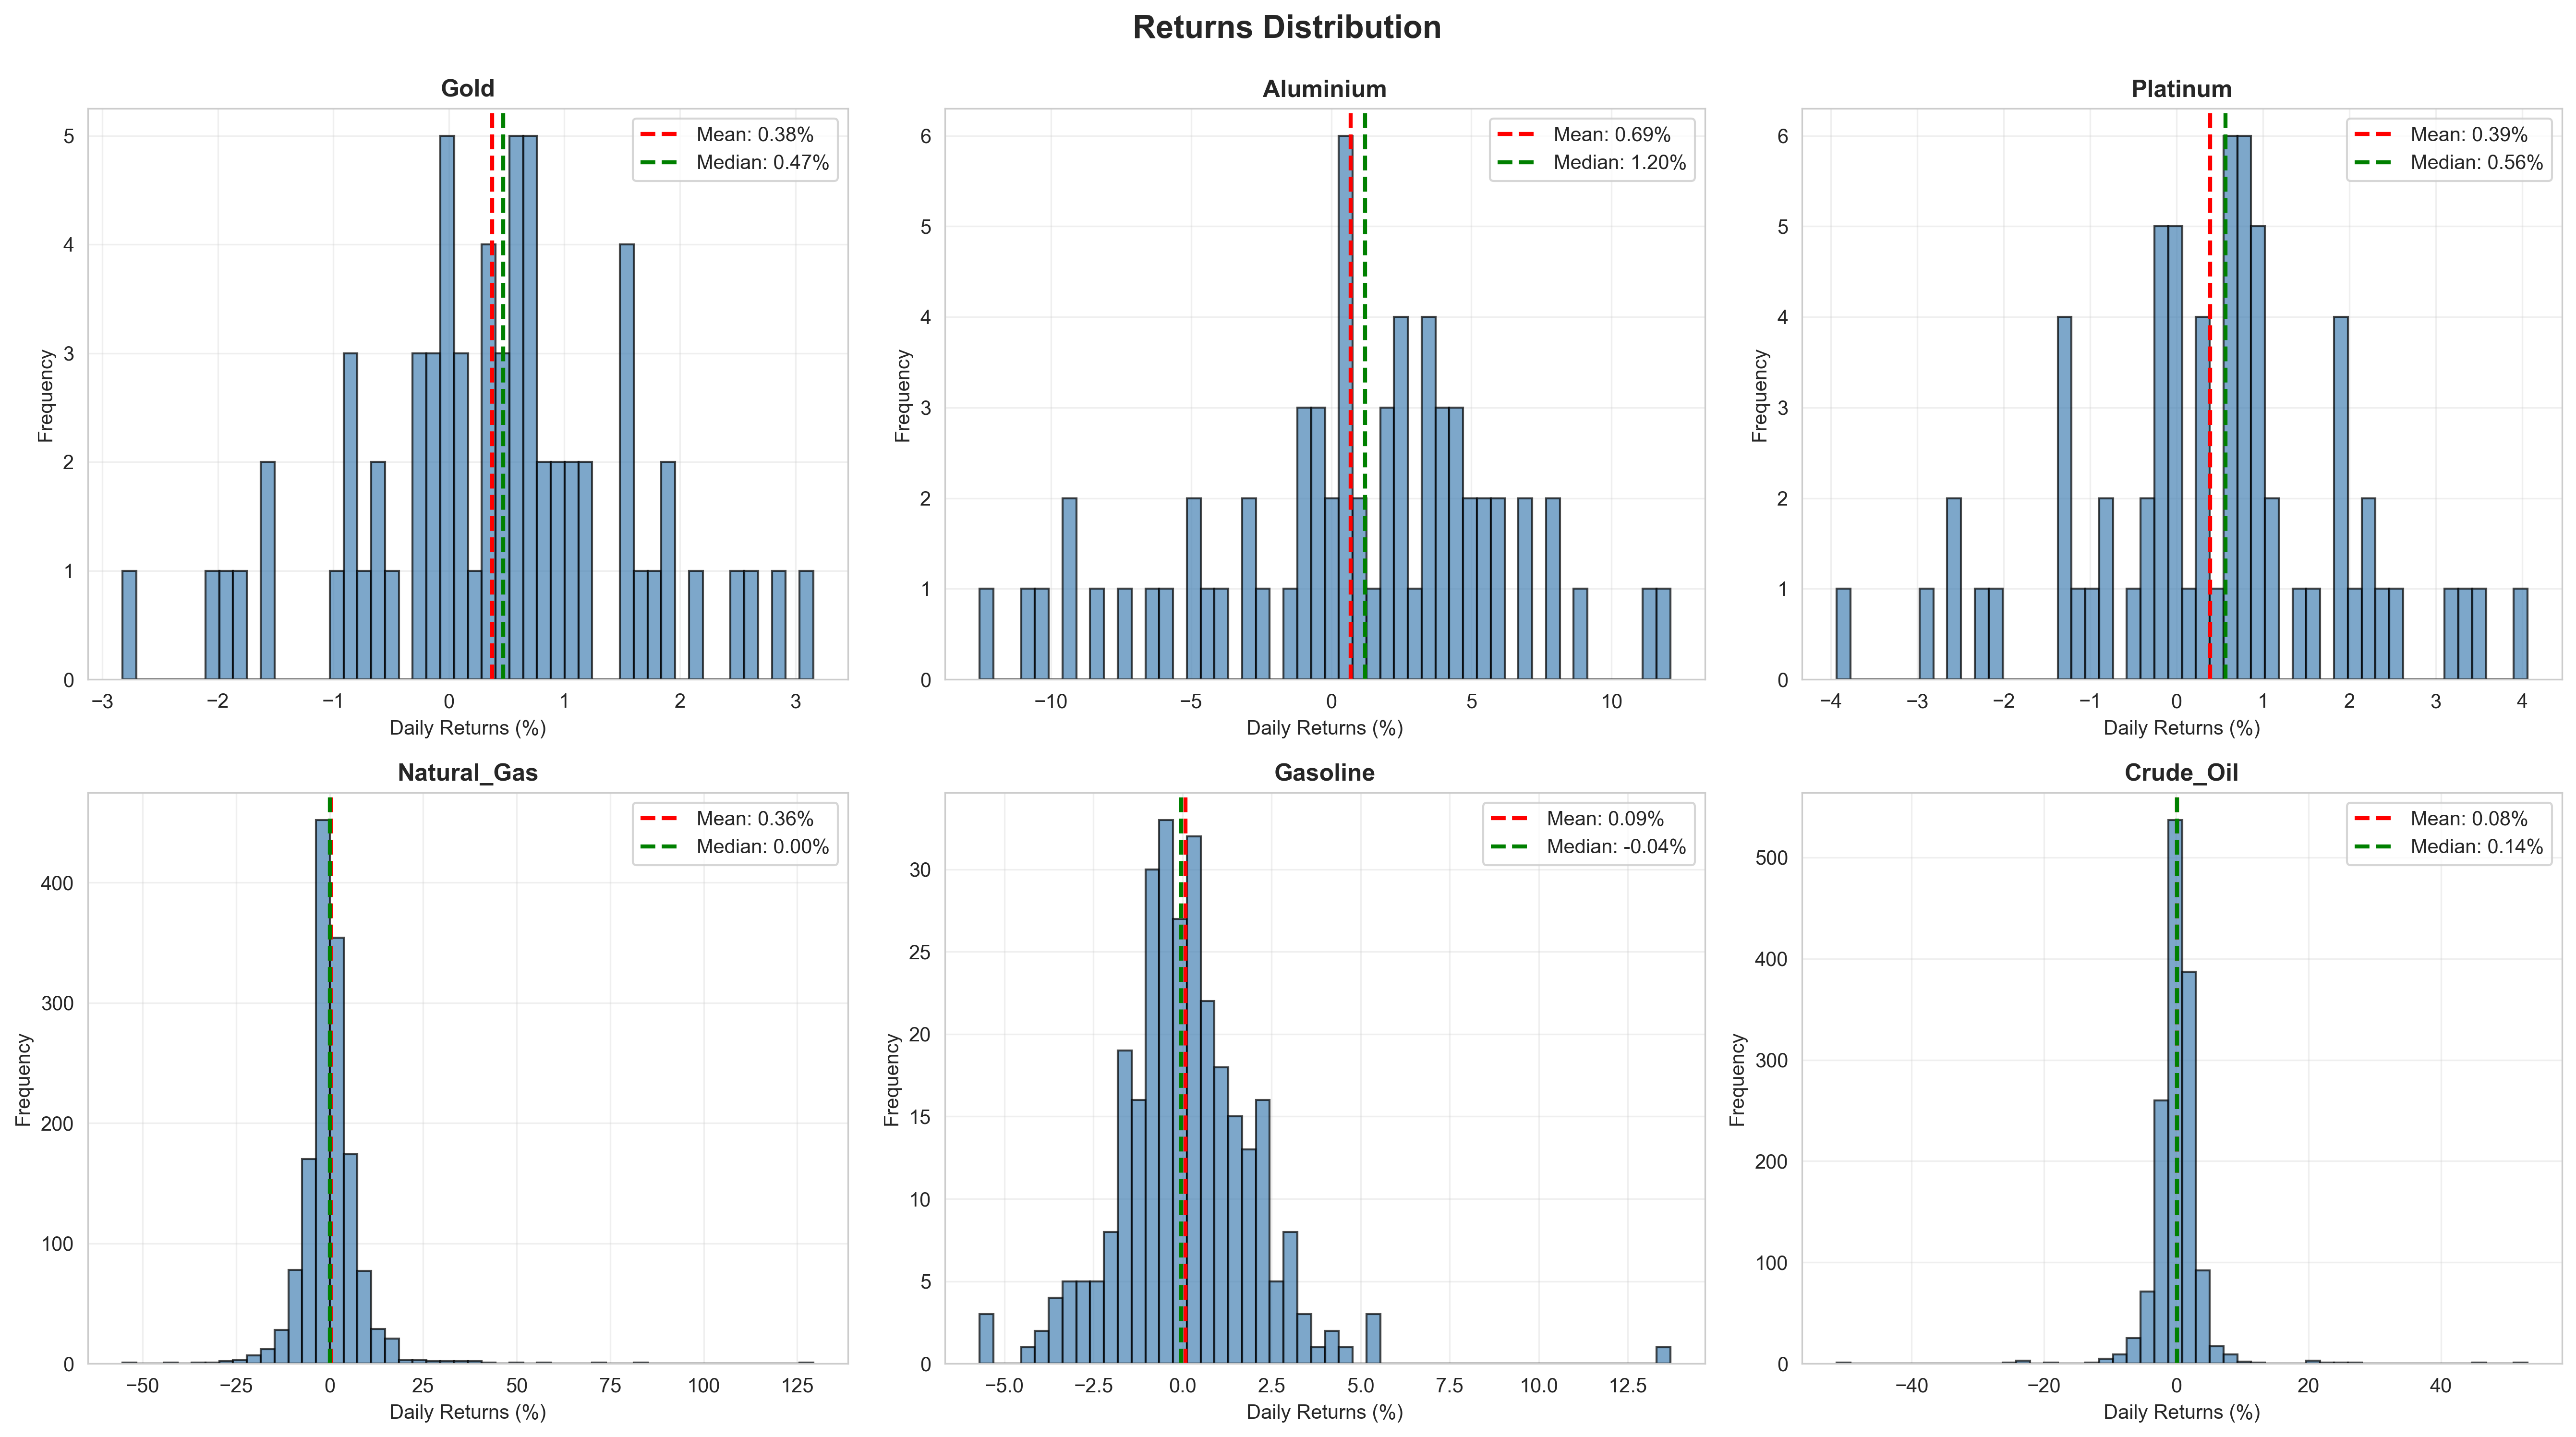 Returns Distribution
Gold
Mean: 0.38%
Median: 0.47%
Frequency
5
4
3
2
1
0
−3 −2 −1 0 1 2 3
Daily Returns (%)
Aluminium
Mean: 0.69%
Median: 1.20%
Frequency
6
5
4
3
2
1
0
−10 −5 0 5 10
Daily Returns (%)
Platinum
Mean: 0.39%
Median: 0.56%
Frequency
6
5
4
3
2
1
0
−4 −3 −2 −1 0 1 2 3 4
Daily Returns (%)
Natural_Gas
Mean: 0.36%
Median: 0.00%
Frequency
400
300
200
100
0
−50 −25 0 25 50 75 100 125
Daily Returns (%)
Gasoline
Mean: 0.09%
Median: -0.04%
Frequency
30
25
20
15
10
5
0
−5.0 −2.5 0.0 2.5 5.0 7.5 10.0 12.5
Daily Returns (%)
Crude_Oil
Mean: 0.08%
Median: 0.14%
Frequency
500
400
300
200
100
0
−40 −20 0 20 40
Daily Returns (%)